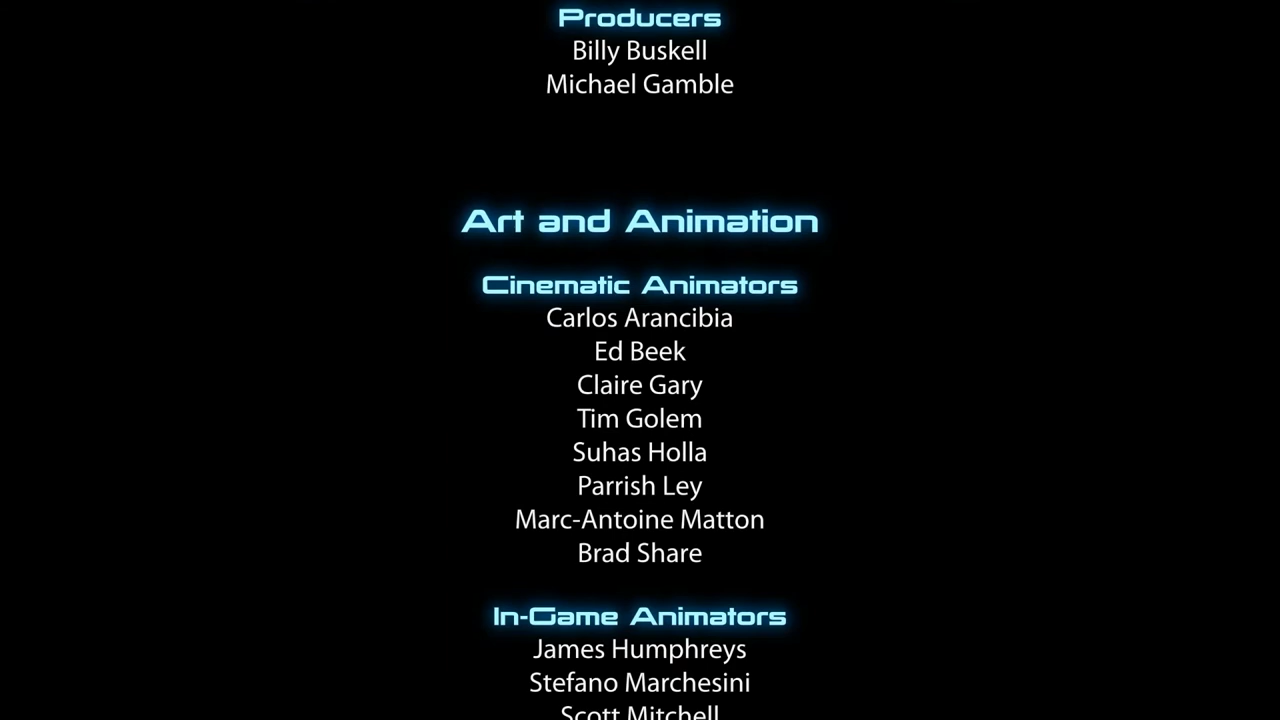 Producers
Billy Buskell
Michael Gamble
Art and Animation
Cinematic Animators
Carlos Arancibia
Ed Beek
Claire Gary
Tim Golem
Suhas Holla
Parrish Ley
Marc-Antoine Matton
Brad Share
In-Game Animators
James Humphreys
Stefano Marchesini
Scott Mitchell